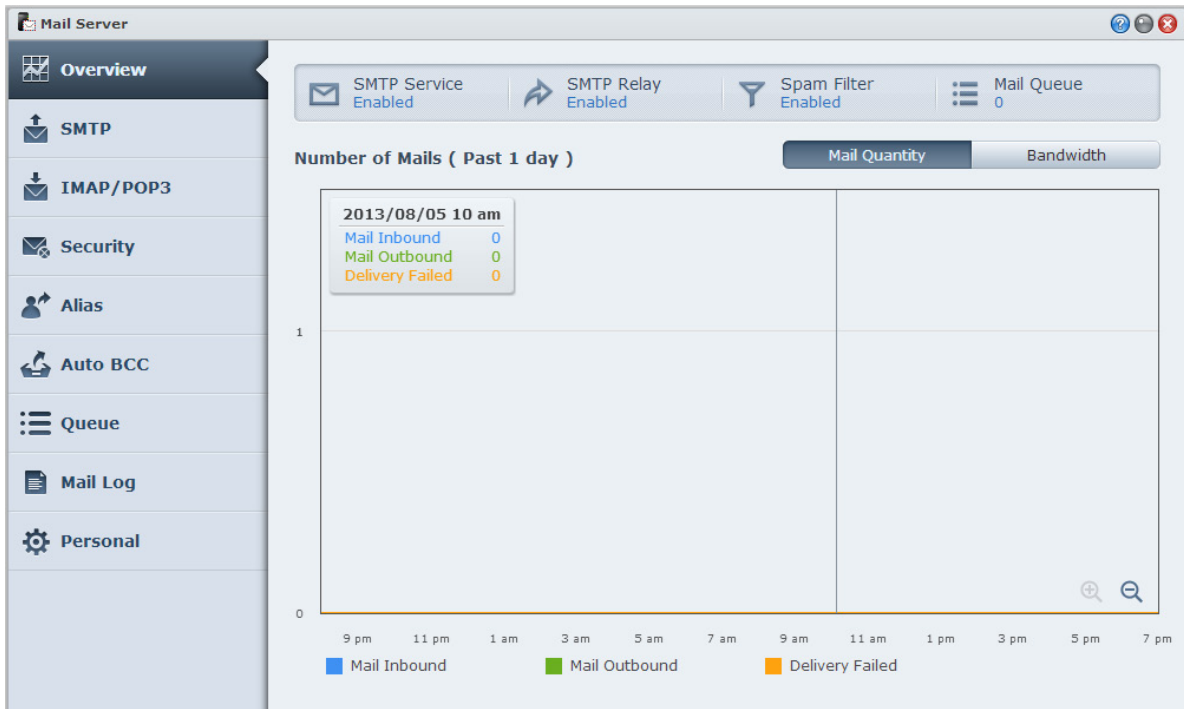 Mail Server
Overview
SMTP
IMAP/POP3
Security
Alias
Auto BCC
Queue
Mail Log
Personal
SMTP Service
Enabled
SMTP Relay
Enabled
Spam Filter
Enabled
Mail Queue
0
Number of Mails ( Past 1 day )
Mail Quantity
Bandwidth
2013/08/05 10 am
Mail Inbound 0
Mail Outbound 0
Delivery Failed 0
1
0
9 pm 11 pm 1 am 3 am 5 am 7 am 9 am 11 am 1 pm 3 pm 5 pm 7 pm
Mail Inbound Mail Outbound Delivery Failed